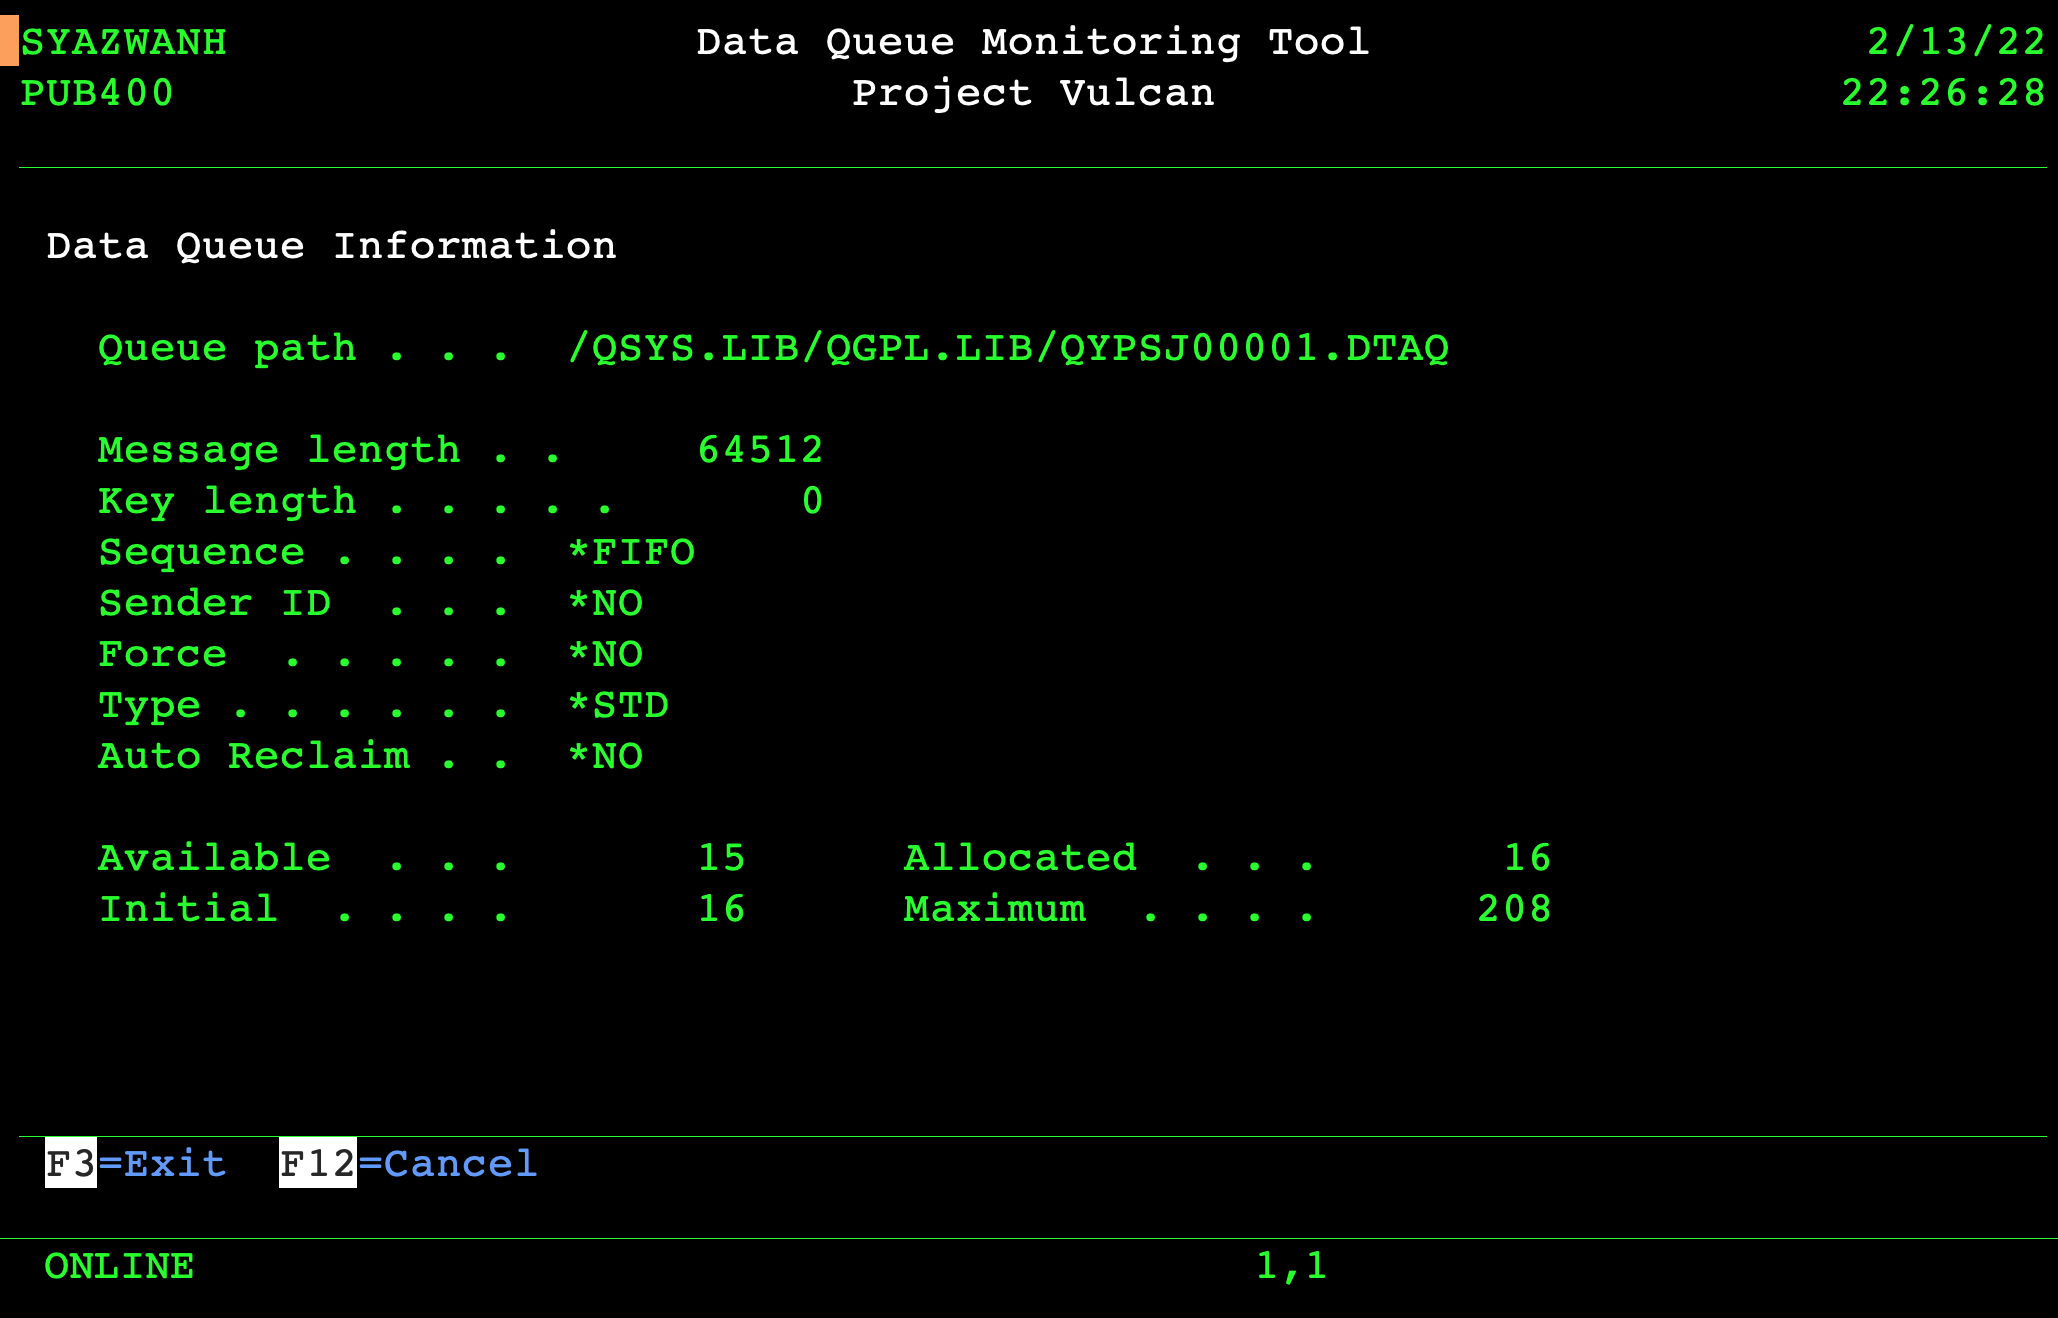 SYAZWANH Data Queue Monitoring Tool 2/13/22
PUB400 Project Vulcan 22:26:28
Data Queue Information
Queue path . . . /QSYS.LIB/QGPL.LIB/QYPSJ00001.DTAQ
Message length . . 64512
Key length . . . . . 0
Sequence . . . . *FIFO
Sender ID . . . *NO
Force . . . . . *NO
Type . . . . . . *STD
Auto Reclaim . . *NO
Available . . . 15 Allocated . . . 16
Initial . . . . 16 Maximum . . . . 208
F3=Exit F12=Cancel
ONLINE 1,1